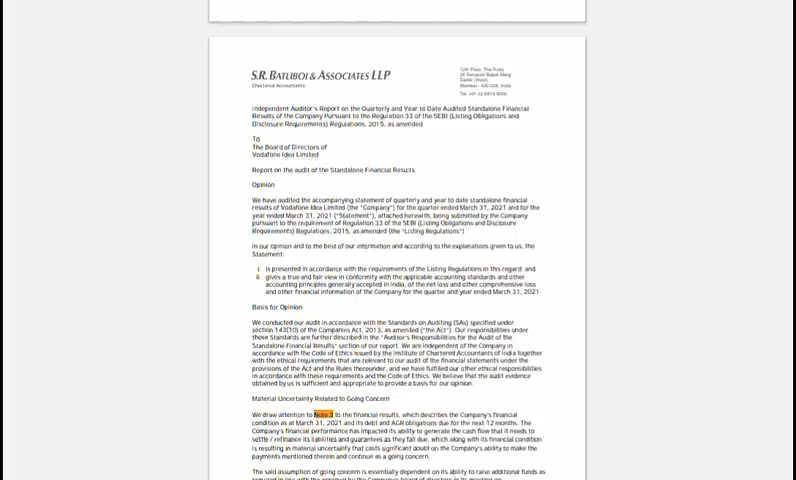 S.R. BATLIBOI & ASSOCIATES LLP
Chartered Accountants
12th Floor, The Ruby
29 Senapati Bapat Marg
Dadar (West)
Mumbai - 400 028, India
Tel: +91 22 6819 8000
Independent Auditor's Report on the Quarterly and Year to Date Audited Standalone Financial
Results of the Company Pursuant to the Regulation 33 of the SEBI (Listing Obligations and
Disclosure Requirements) Regulations, 2015, as amended
To
The Board of Directors of
Vodafone Idea Limited
Report on the audit of the Standalone Financial Results
Opinion
We have audited the accompanying statement of quarterly and year to date standalone financial
results of Vodafone Idea Limited (the "Company") for the quarter ended March 31, 2021 and for the
year ended March 31, 2021 ("Statement"), attached herewith, being submitted by the Company
pursuant to the requirement of Regulation 33 of the SEBI (Listing Obligations and Disclosure
Requirements) Regulations, 2015, as amended (the "Listing Regulations")
In our opinion and to the best of our information and according to the explanations given to us, the
Statement:
i. is presented in accordance with the requirements of the Listing Regulations in this regard; and
ii. gives a true and fair view in conformity with the applicable accounting standards and other
accounting principles generally accepted in India, of the net loss and other comprehensive loss
and other financial information of the Company for the quarter and year ended March 31, 2021.
Basis for Opinion
We conducted our audit in accordance with the Standards on Auditing (SAs) specified under
section 143(10) of the Companies Act, 2013, as amended ("the Act"). Our responsibilities under
those Standards are further described in the "Auditor's Responsibilities for the Audit of the
Standalone Financial Results" section of our report. We are independent of the Company in
accordance with the Code of Ethics issued by the Institute of Chartered Accountants of India together
with the ethical requirements that are relevant to our audit of the financial statements under the
provisions of the Act and the Rules thereunder, and we have fulfilled our other ethical responsibilities
in accordance with these requirements and the Code of Ethics. We believe that the audit evidence
obtained by us is sufficient and appropriate to provide a basis for our opinion.
Material Uncertainty Related to Going Concern
We draw attention to Note 3 to the financial results, which describes the Company's financial
condition as at March 31, 2021 and its debt and AGR obligations due for the next 12 months. The
Company's financial performance has impacted its ability to generate the cash flow that it needs to
settle / refinance its liabilities and guarantees as they fall due, which along with its financial condition
is resulting in material uncertainty that casts significant doubt on the Company's ability to make the
payments mentioned therein and continue as a going concern.
The said assumption of going concern is essentially dependent on its ability to raise additional funds as